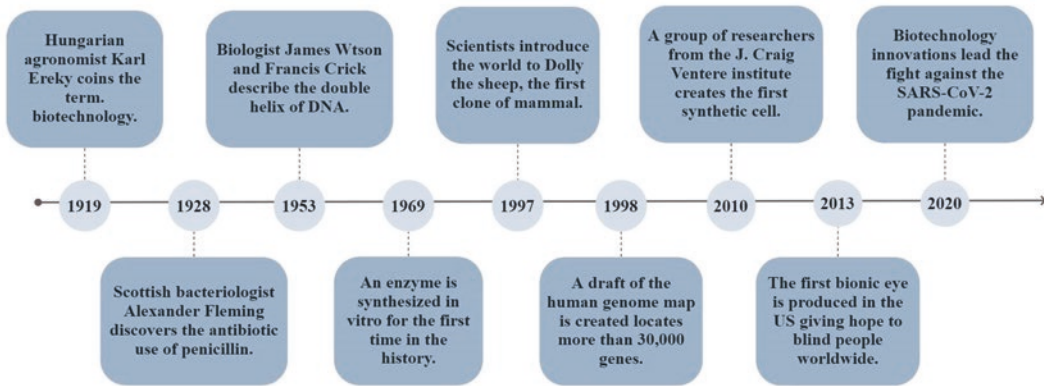 Hungarian
agronomist Karl
Ereky coins the
term.
biotechnology.
Biologist James Wtson
and Francis Crick
describe the double
helix of DNA.
Scientists introduce
the world to Dolly
the sheep, the first
clone of mammal.
A group of researchers
from the J. Craig
Ventere institute
creates the first
synthetic cell.
Biotechnology
innovations lead the
fight against the
SARS-CoV-2
pandemic.
1919
1928
1953
1969
1997
1998
2010
2013
2020
Scottish bacteriologist
Alexander Fleming
discovers the antibiotic
use of penicillin.
An enzyme is
synthesized in
vitro for the first
time in the
history.
A draft of the
human genome map
is created locates
more than 30,000
genes.
The first bionic eye
is produced in the
US giving hope to
blind people
worldwide.